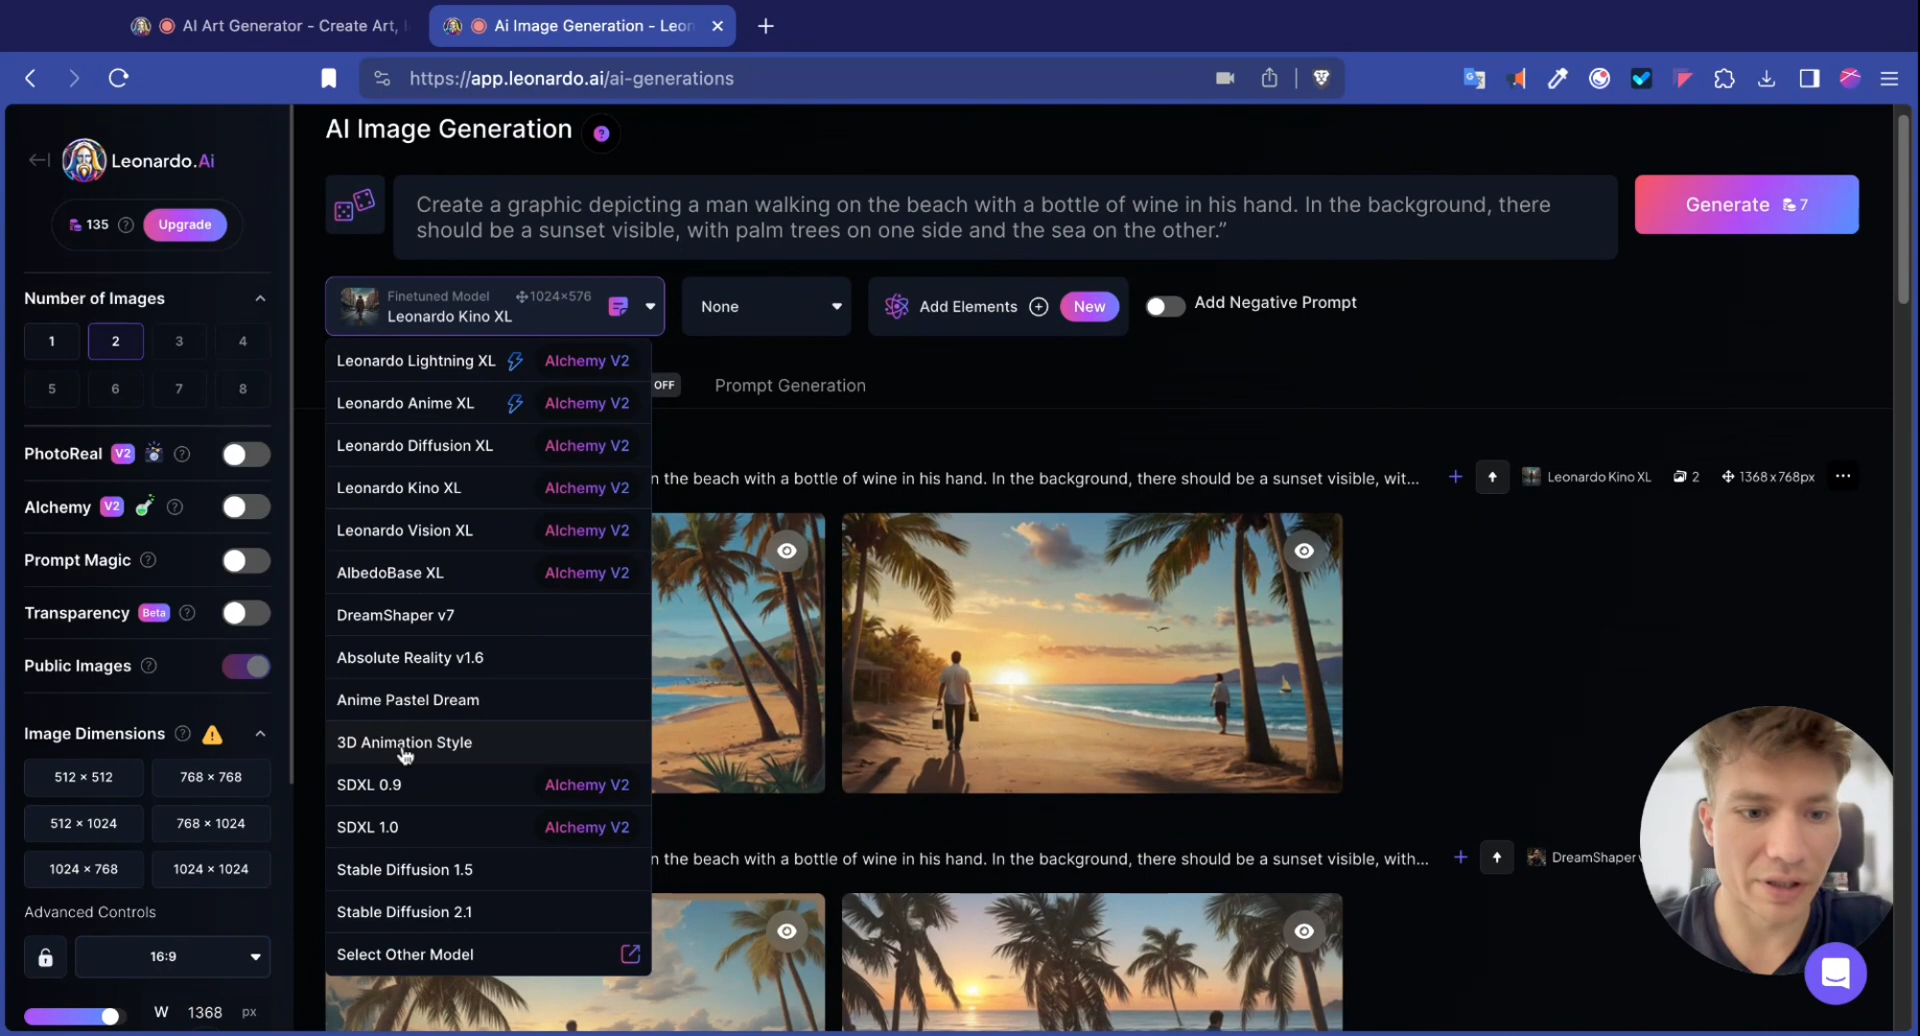 AI Art Generator - Create Art,
Ai Image Generation - Leon
https://app.leonardo.ai/ai-generations
Leonardo.Ai
135
Upgrade
Number of Images
1
2
3
4
5
6
7
8
PhotoReal V2
Alchemy V2
Prompt Magic
Transparency Beta
Public Images
Image Dimensions
512 × 512
768 × 768
512 × 1024
768 × 1024
1024 × 768
1024 × 1024
Advanced Controls
16:9
W 1368 px
AI Image Generation ?
Create a graphic depicting a man walking on the beach with a bottle of wine in his hand. In the background, there
should be a sunset visible, with palm trees on one side and the sea on the other.”
Generate 7
Finetuned Model 1024×576
Leonardo Kino XL
None
Add Elements New
Add Negative Prompt
OFF
Prompt Generation
Leonardo Lightning XL Alchemy V2
Leonardo Anime XL Alchemy V2
Leonardo Diffusion XL Alchemy V2
Leonardo Kino XL Alchemy V2
Leonardo Vision XL Alchemy V2
AlbedoBase XL Alchemy V2
DreamShaper v7
Absolute Reality v1.6
Anime Pastel Dream
3D Animation Style
SDXL 0.9 Alchemy V2
SDXL 1.0 Alchemy V2
Stable Diffusion 1.5
Stable Diffusion 2.1
Select Other Model
n the beach with a bottle of wine in his hand. In the background, there should be a sunset visible, wit...
Leonardo Kino XL 2 1368x768px
n the beach with a bottle of wine in his hand. In the background, there should be a sunset visible, with...
DreamShaper